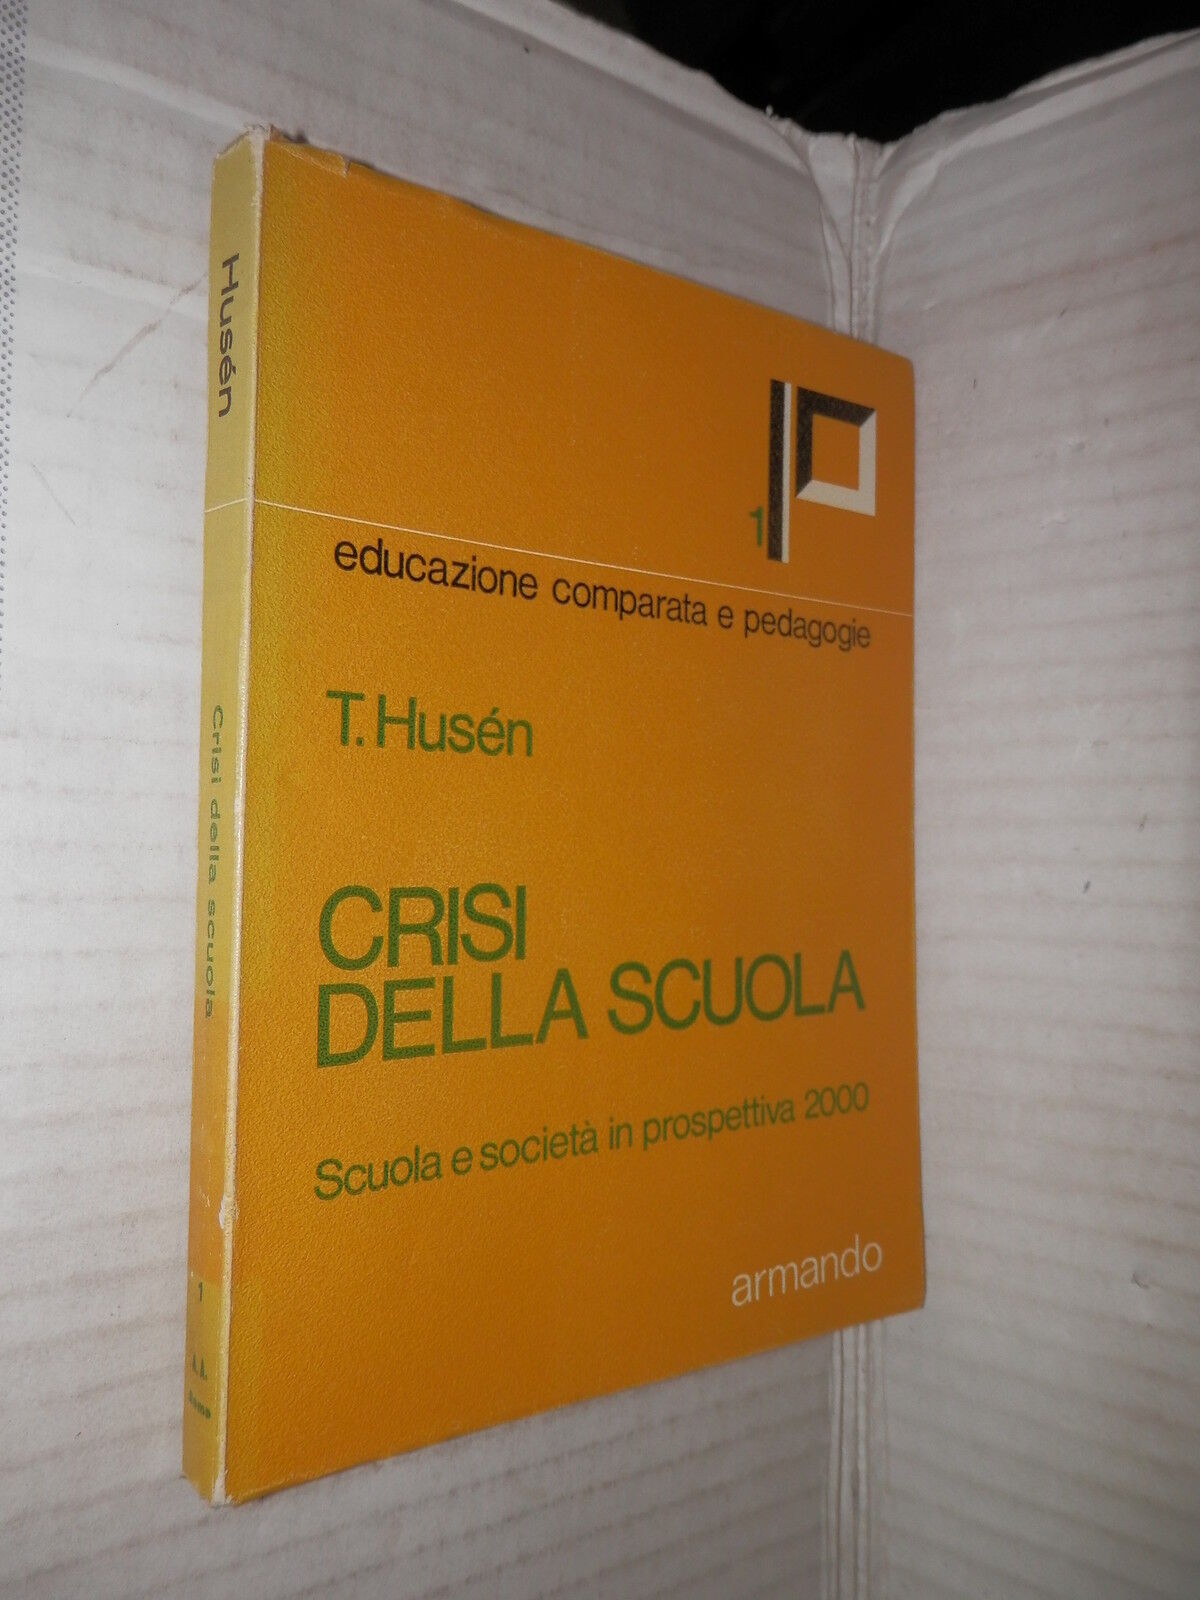 Husén
Crisi della scuola
1
A.A.
Roma
1
educazione comparata e pedagogie
T. Husén
CRISI
DELLA SCUOLA
Scuola e società in prospettiva 2000
armando